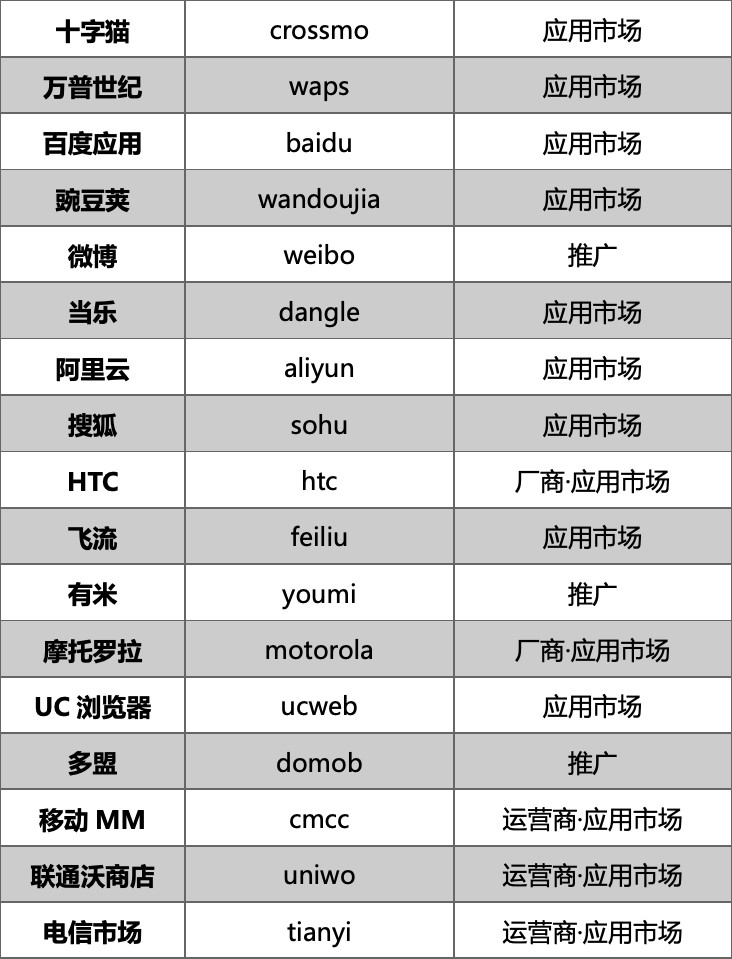 十字猫 crossmo 应用市场
万普世纪 waps 应用市场
百度应用 baidu 应用市场
豌豆荚 wandoujia 应用市场
微博 weibo 推广
当乐 dangle 应用市场
阿里云 aliyun 应用市场
搜狐 sohu 应用市场
HTC htc 厂商·应用市场
飞流 feiliu 应用市场
有米 youmi 推广
摩托罗拉 motorola 厂商·应用市场
UC 浏览器 ucweb 应用市场
多盟 domob 推广
移动 MM cmcc 运营商·应用市场
联通沃商店 uniwo 运营商·应用市场
电信市场 tianyi 运营商·应用市场